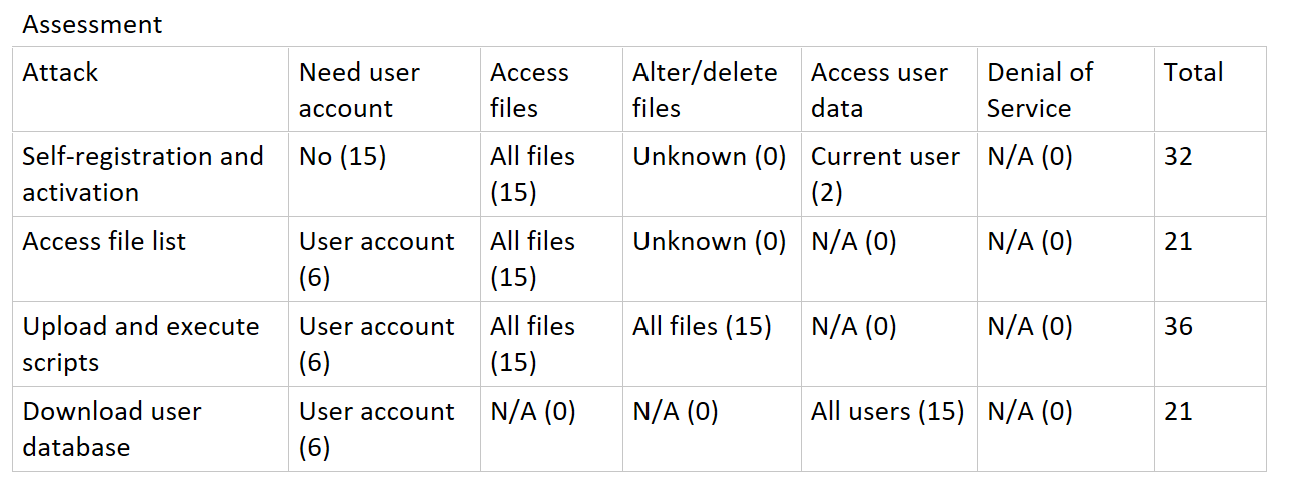 Assessment
Attack
Need user
account
Access
files
Alter/delete
files
Access user
data
Denial of
Service
Total
Self-registration and
activation
No (15)
All files
(15)
Unknown (0)
Current user
(2)
N/A (0)
32
Access file list
User account
(6)
All files
(15)
Unknown (0)
N/A (0)
N/A (0)
21
Upload and execute
scripts
User account
(6)
All files
(15)
All files (15)
N/A (0)
N/A (0)
36
Download user
database
User account
(6)
N/A (0)
N/A (0)
All users (15)
N/A (0)
21